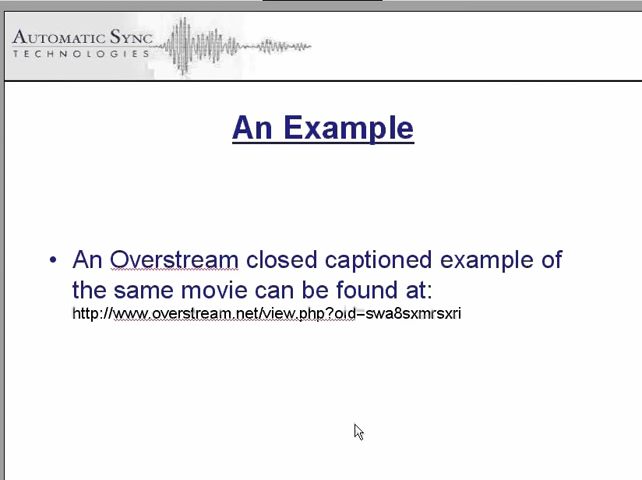 AUTOMATIC SYNC
TECHNOLOGIES
An Example
• An Overstream closed captioned example of
the same movie can be found at:
http://www.overstream.net/view.php?oid=swa8sxmrsxri